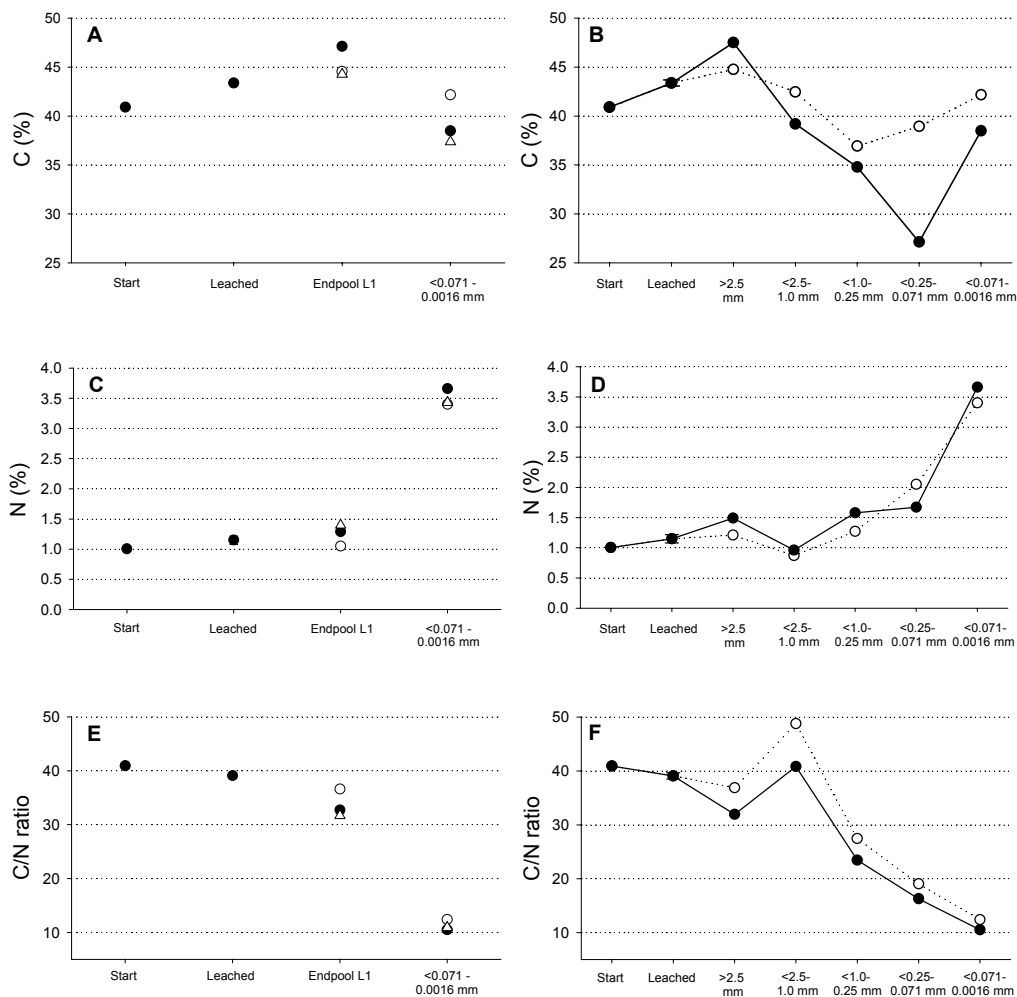 A
C (%)
50
45
40
35
30
25
Start
Leached
Endpool L1
<0.071 -
0.0016 mm
B
C (%)
50
45
40
35
30
25
Start
Leached
>2.5
mm
<2.5-
1.0 mm
<1.0-
0.25 mm
<0.25-
0.071 mm
<0.071-
0.0016 mm
C
N (%)
4.0
3.5
3.0
2.5
2.0
1.5
1.0
0.5
0.0
Start
Leached
Endpool L1
<0.071 -
0.0016 mm
D
N (%)
4.0
3.5
3.0
2.5
2.0
1.5
1.0
0.5
0.0
Start
Leached
>2.5
mm
<2.5-
1.0 mm
<1.0-
0.25 mm
<0.25-
0.071 mm
<0.071-
0.0016 mm
E
C/N ratio
50
40
30
20
10
Start
Leached
Endpool L1
<0.071 -
0.0016 mm
F
C/N ratio
50
40
30
20
10
Start
Leached
>2.5
mm
<2.5-
1.0 mm
<1.0-
0.25 mm
<0.25-
0.071 mm
<0.071-
0.0016 mm